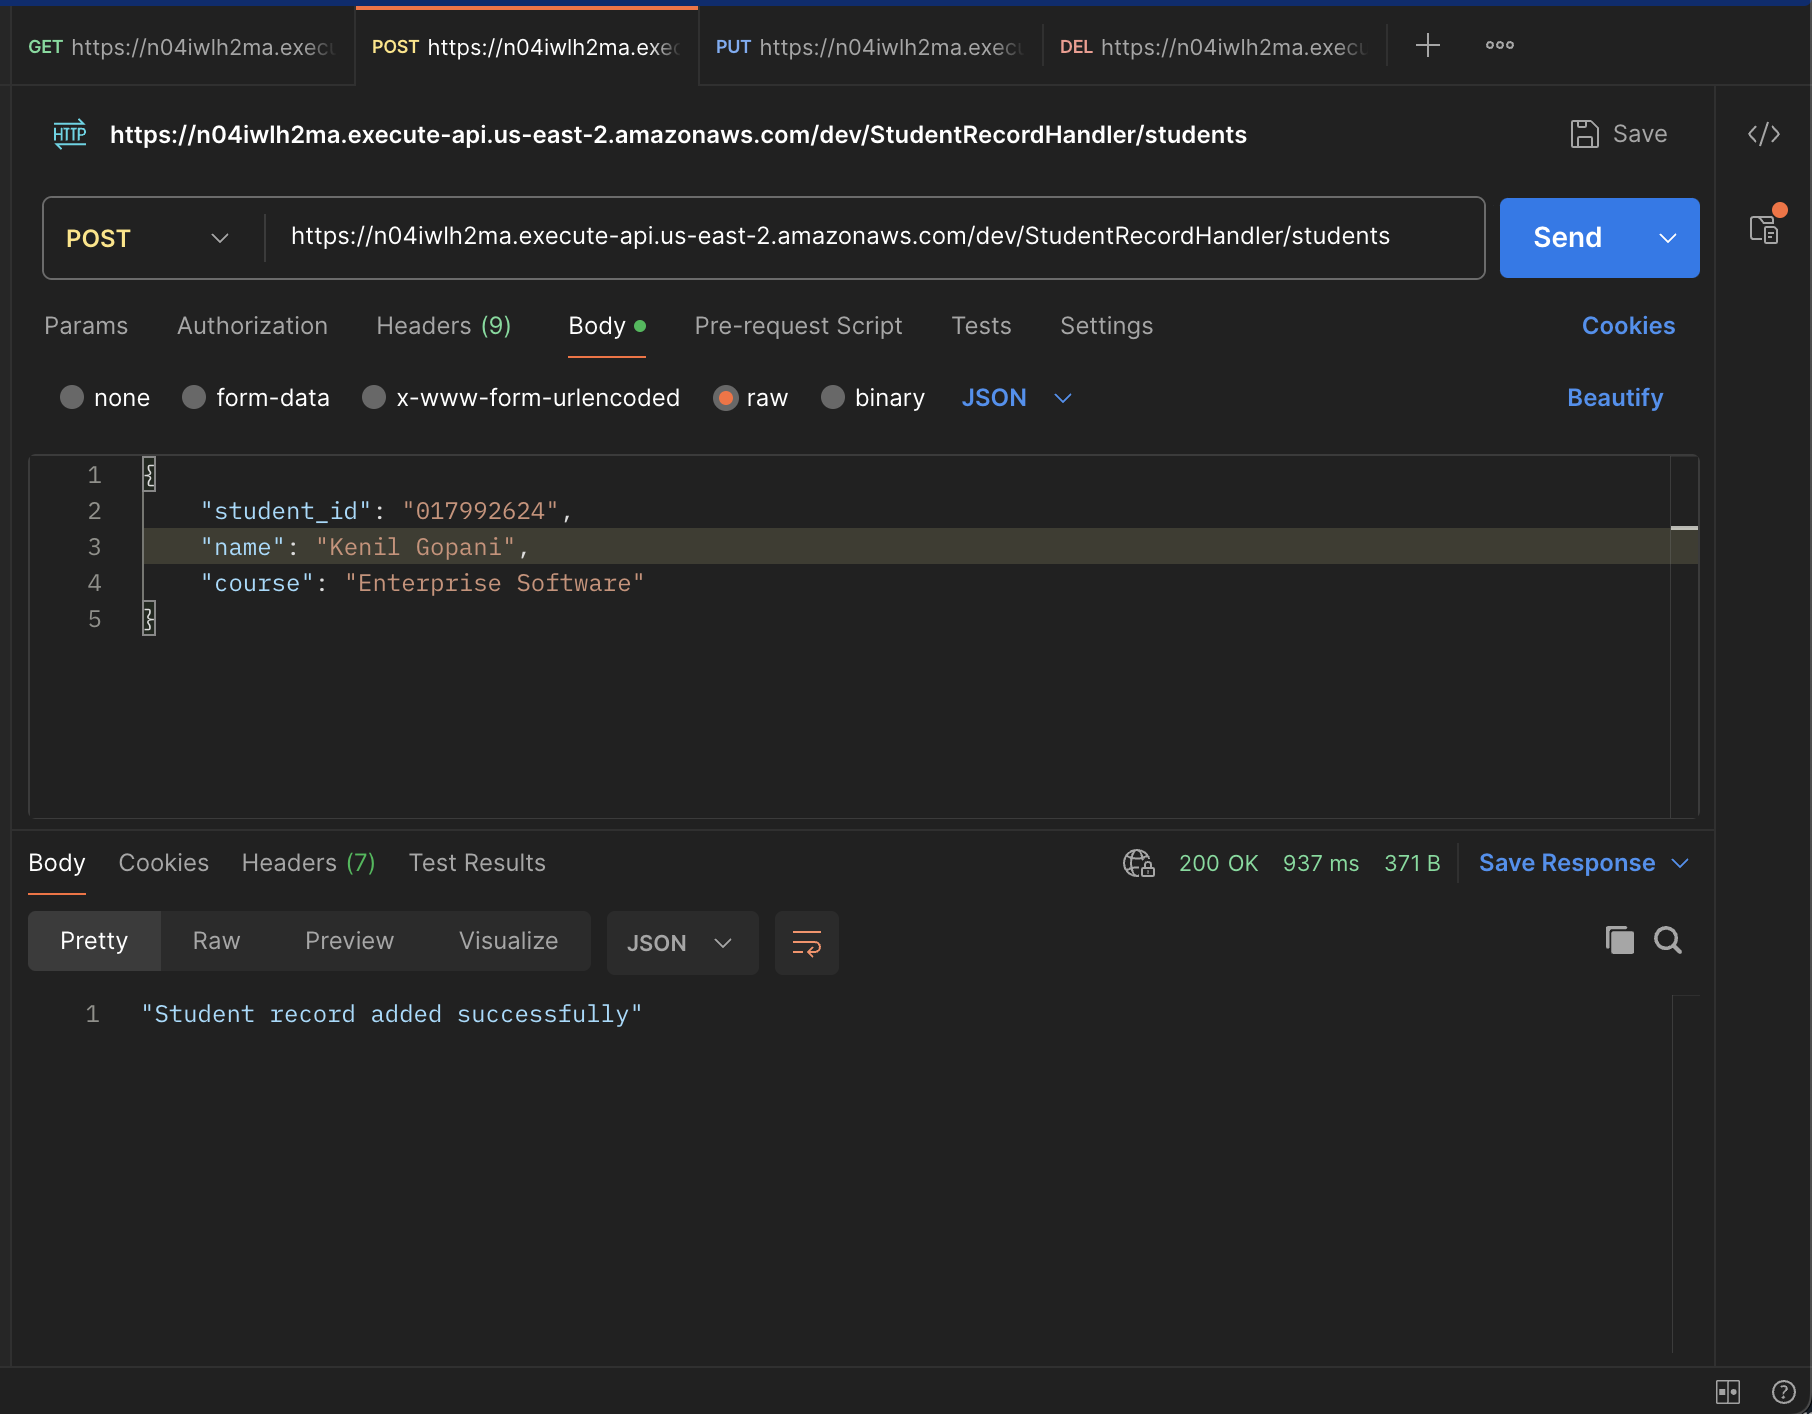 GET https://n04iwlh2ma.execu
POST https://n04iwlh2ma.exec
PUT https://n04iwlh2ma.execu
DEL https://n04iwlh2ma.execu
HTTP https://n04iwlh2ma.execute-api.us-east-2.amazonaws.com/dev/StudentRecordHandler/students Save
POST https://n04iwlh2ma.execute-api.us-east-2.amazonaws.com/dev/StudentRecordHandler/students Send
Params Authorization Headers (9) Body Pre-request Script Tests Settings Cookies
none form-data x-www-form-urlencoded raw binary JSON Beautify
1 {
2 "student_id": "017992624",
3 "name": "Kenil Gopani",
4 "course": "Enterprise Software"
5 }
Body Cookies Headers (7) Test Results 200 OK 937 ms 371 B Save Response
Pretty Raw Preview Visualize JSON
1 "Student record added successfully"